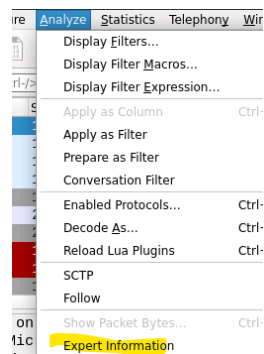 ure Analyze Statistics Telephony Wir
rl-/>
Display Filters...
Display Filter Macros...
Display Filter Expression...
Apply as Column Ctrl-
Apply as Filter
Prepare as Filter
Conversation Filter
Enabled Protocols... Ctrl-
Decode As... Ctrl-
Reload Lua Plugins Ctrl-
SCTP
Follow
on Show Packet Bytes... Ctrl-
Mic Expert Information